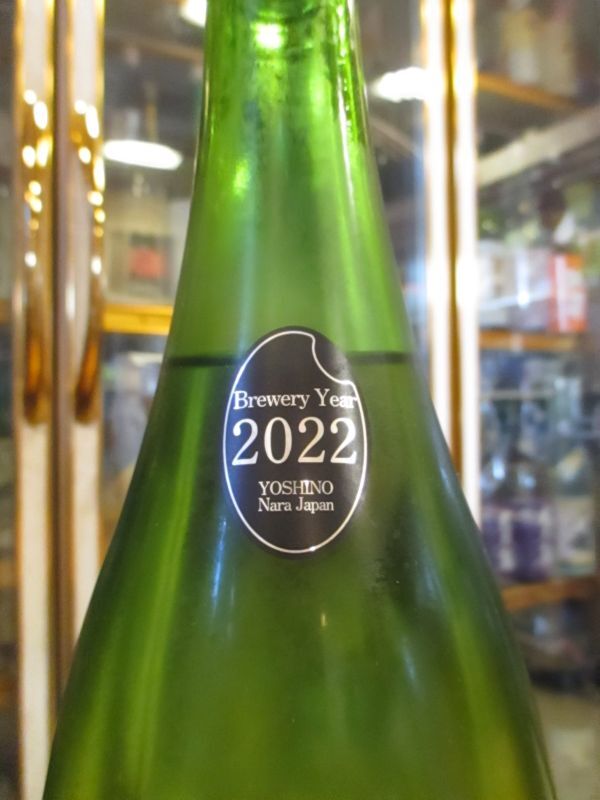 Brewery Year
2022
YOSHINO
Nara Japan